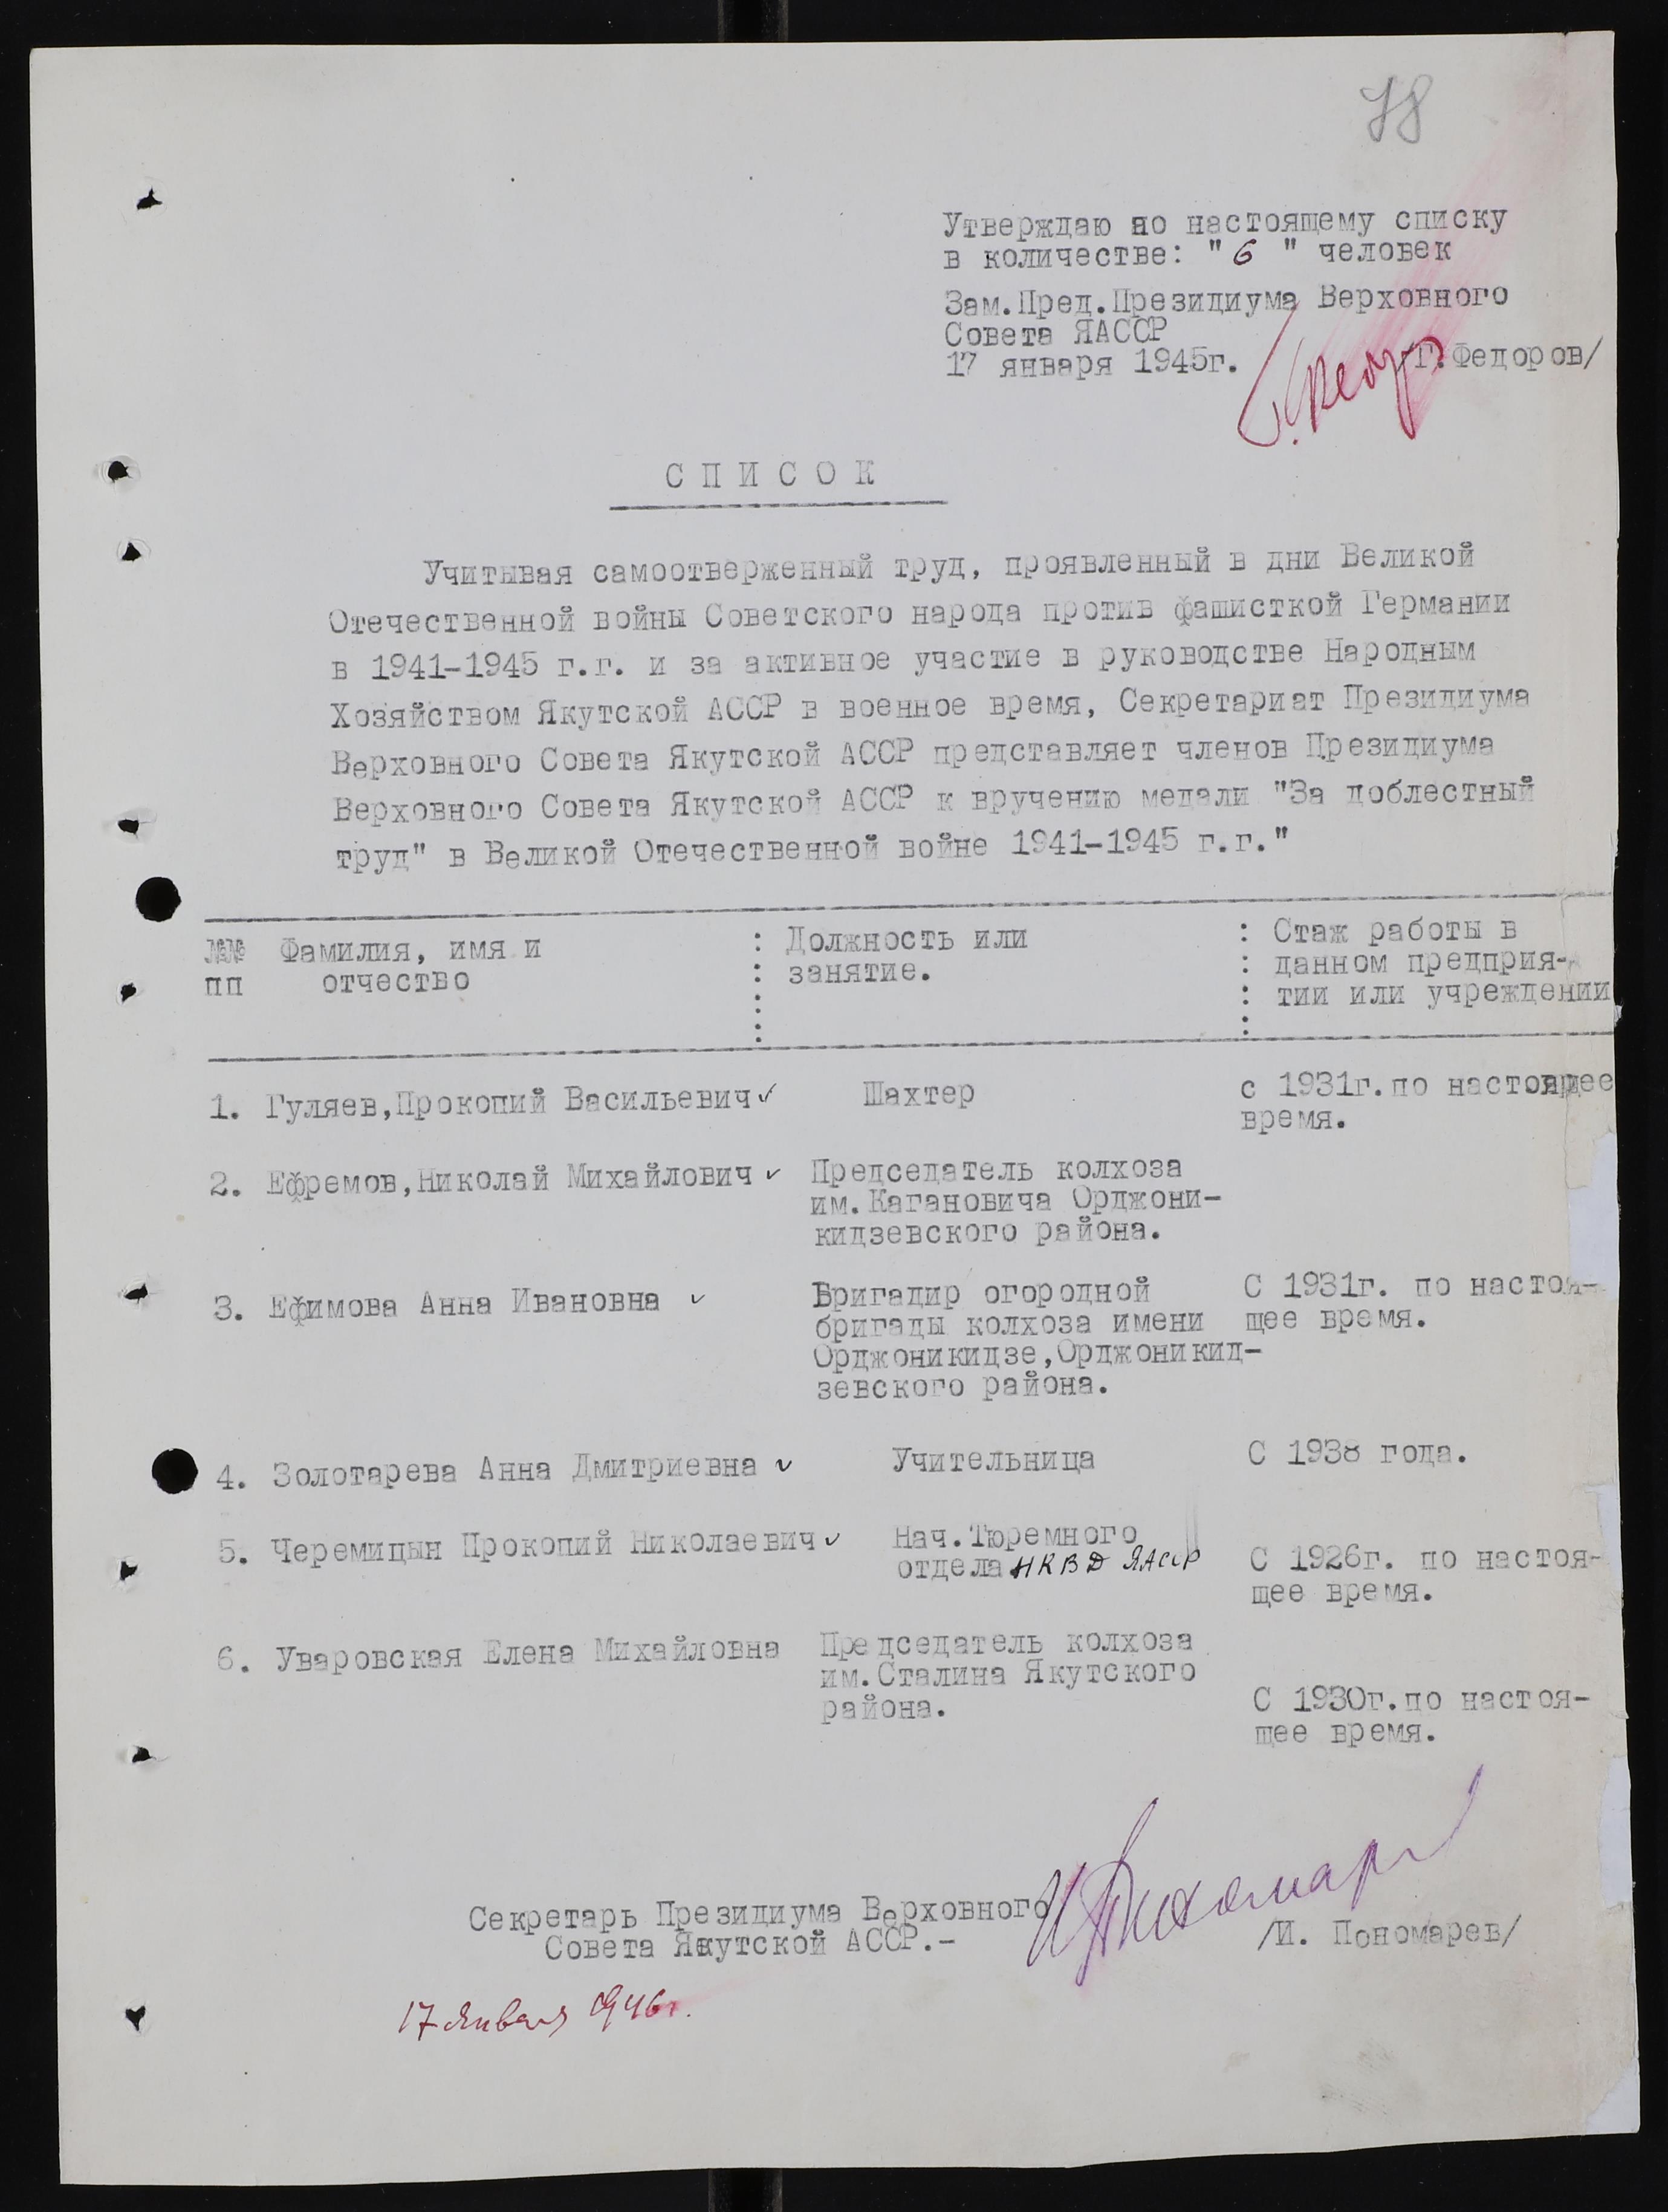 78
Утверждаю по настоящему списку
в количестве: " 6 " человек
Зам.Пред.Президиума Верховного
Совета ЯАССР
17 января 1945г. /Г.Федоров/
С П И С О К
Учитывая самоотверженный труд, проявленный в дни Великой
Отечественной войны Советского народа против фашисткой Германии
в 1941-1945 г.г. и за активное участие в руководстве Народным
Хозяйством Якутской АССР в военное время, Секретариат Президиума
Верховного Совета Якутской АССР представляет членов Президиума
Верховного Совета Якутской АССР к вручению медали "За доблестный
труд" в Великой Отечественной войне 1941-1945 г.г."
№№ Фамилия, имя и : Должность или : Стаж работы в
пп отчество : занятие. : данном предприя-
: : тии или учреждении
1. Гуляев,Прокопий Васильевич ✓ Шахтер с 1931г.по настоящее
время.
2. Ефремов,Николай Михайлович ✓ Председатель колхоза
им.Кагановича Орджони-
кидзевского района.
3. Ефимова Анна Ивановна ✓ Бригадир огородной С 1931г. по настоя-
бригады колхоза имени щее время.
Орджоникидзе,Орджоникид-
зевского района.
4. Золотарева Анна Дмитриевна ✓ Учительница С 1938 года.
5. Черемицын Прокопий Николаевич ✓ Нач.Тюремного
отдела НКВД ЯАССР С 1926г. по настоя-
щее время.
6. Уваровская Елена Михайловна Председатель колхоза
им.Сталина Якутского
района. С 1930г.по настоя-
щее время.
Секретарь Президиума Верховного
Совета Якутской АССР.- /И. Пономарев/
17 января 1946г.